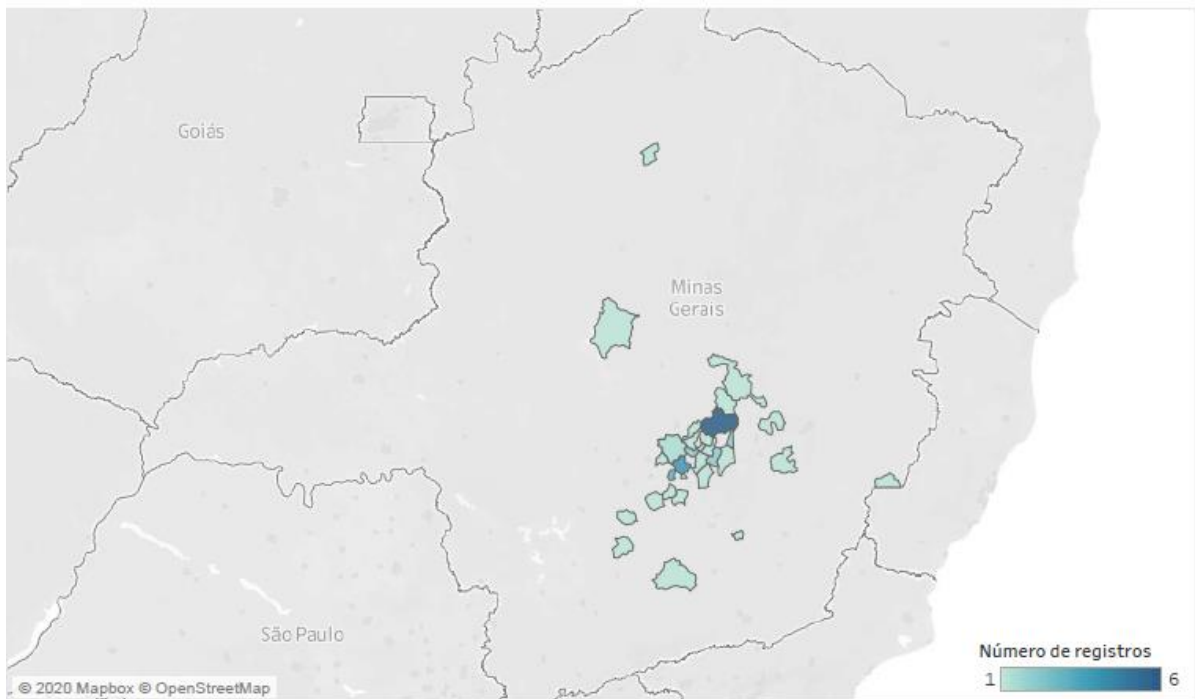 Goiás
Minas
Gerais
São Paulo
Número de registros
1 6
© 2020 Mapbox © OpenStreetMap